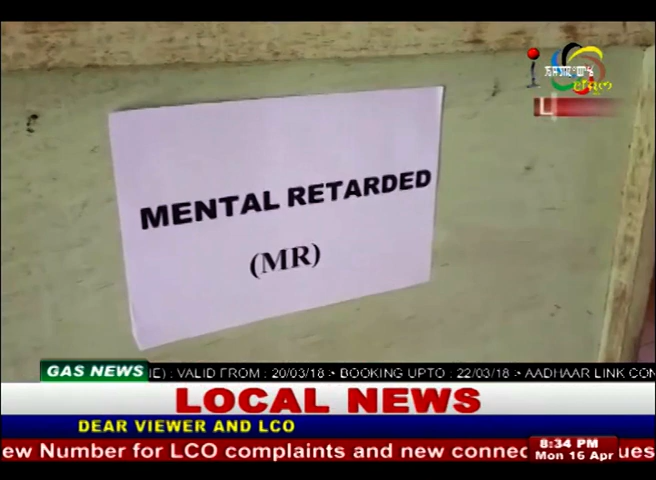 MENTAL RETARDED
(MR)
GAS NEWS
E) : VALID FROM : 20/03/18 -> BOOKING UPTO : 22/03/18 -> AADHAAR LINK CON
LOCAL NEWS
DEAR VIEWER AND LCO
8:34 PM
ew Number for LCO complaints and new connec
ues
Mon 16 Apr